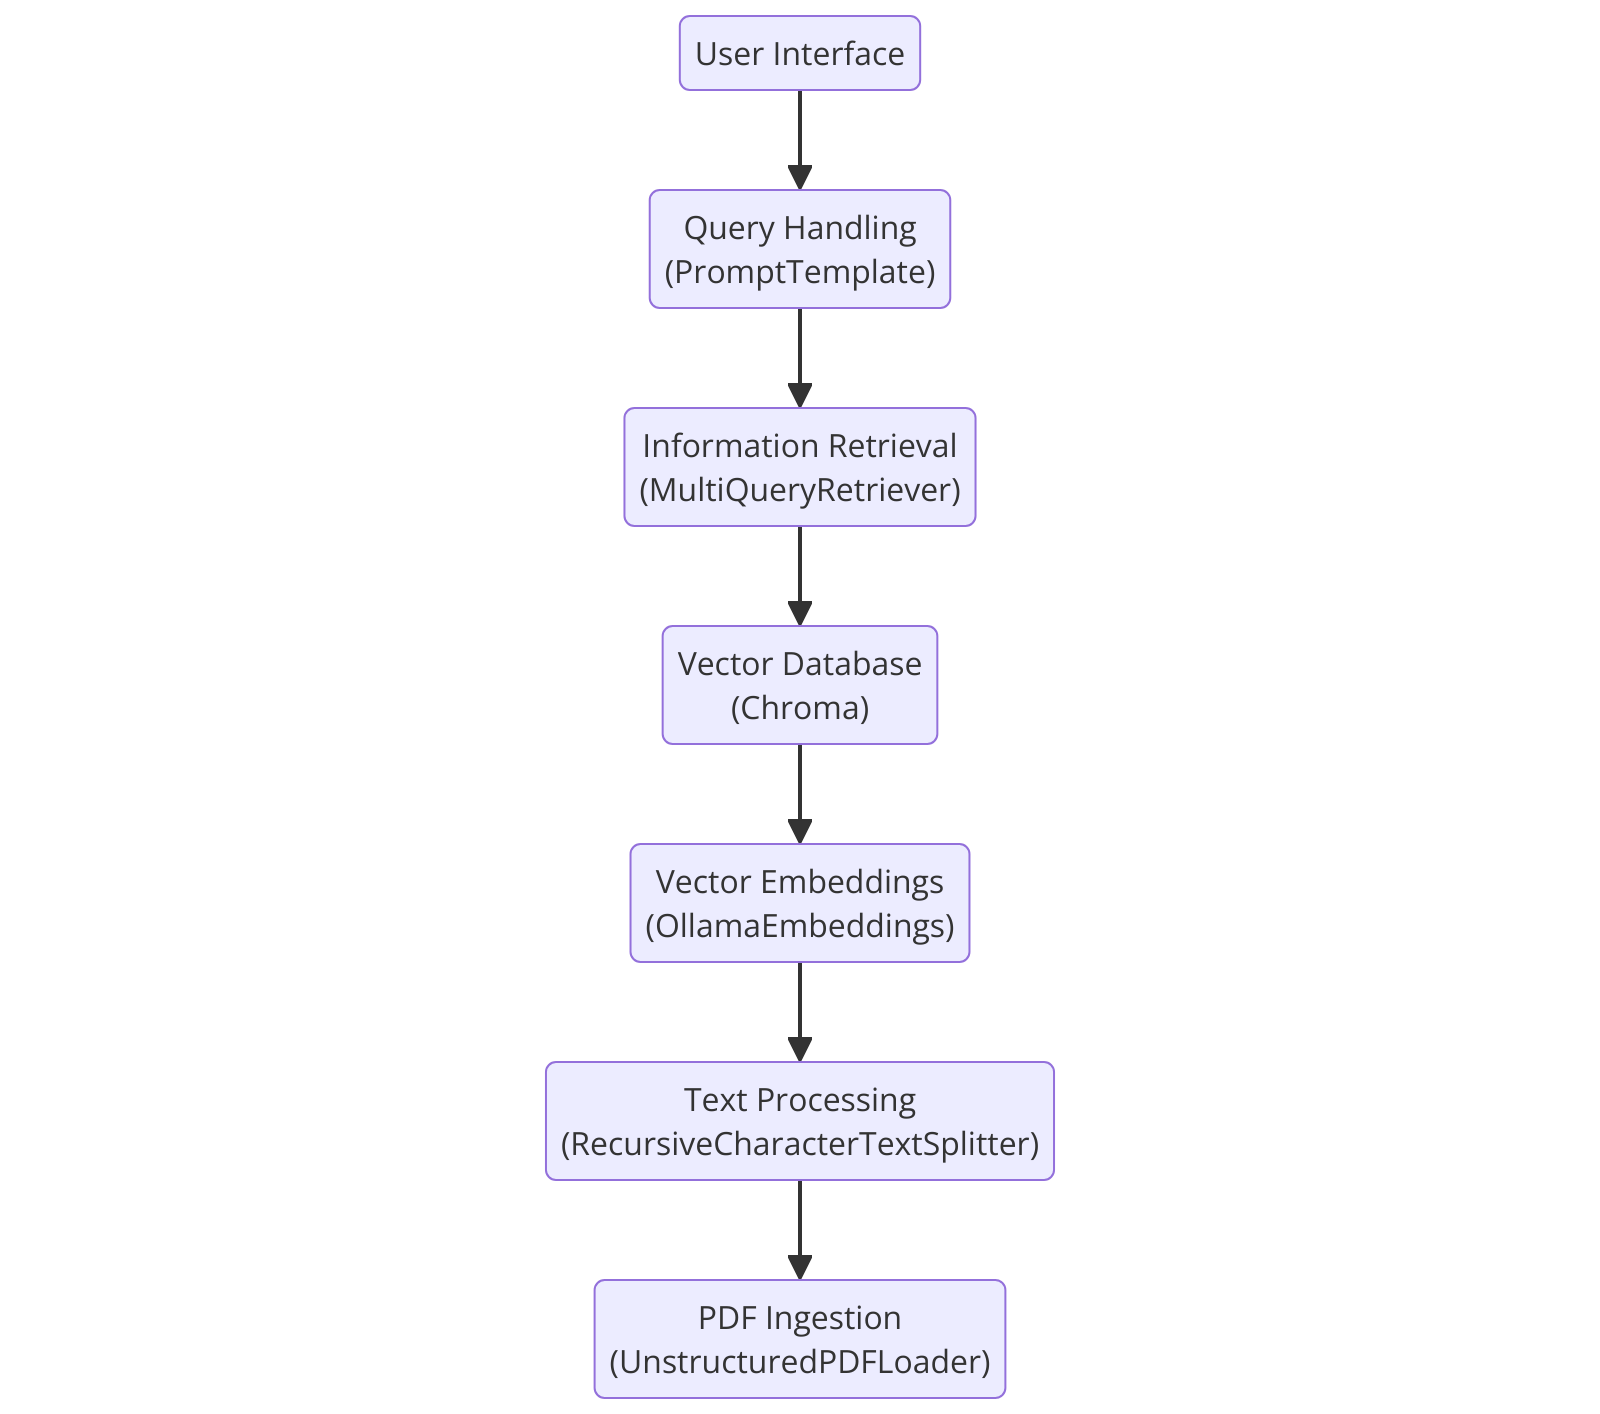 User Interface
Query Handling
(PromptTemplate)
Information Retrieval
(MultiQueryRetriever)
Vector Database
(Chroma)
Vector Embeddings
(OllamaEmbeddings)
Text Processing
(RecursiveCharacterTextSplitter)
PDF Ingestion
(UnstructuredPDFLoader)